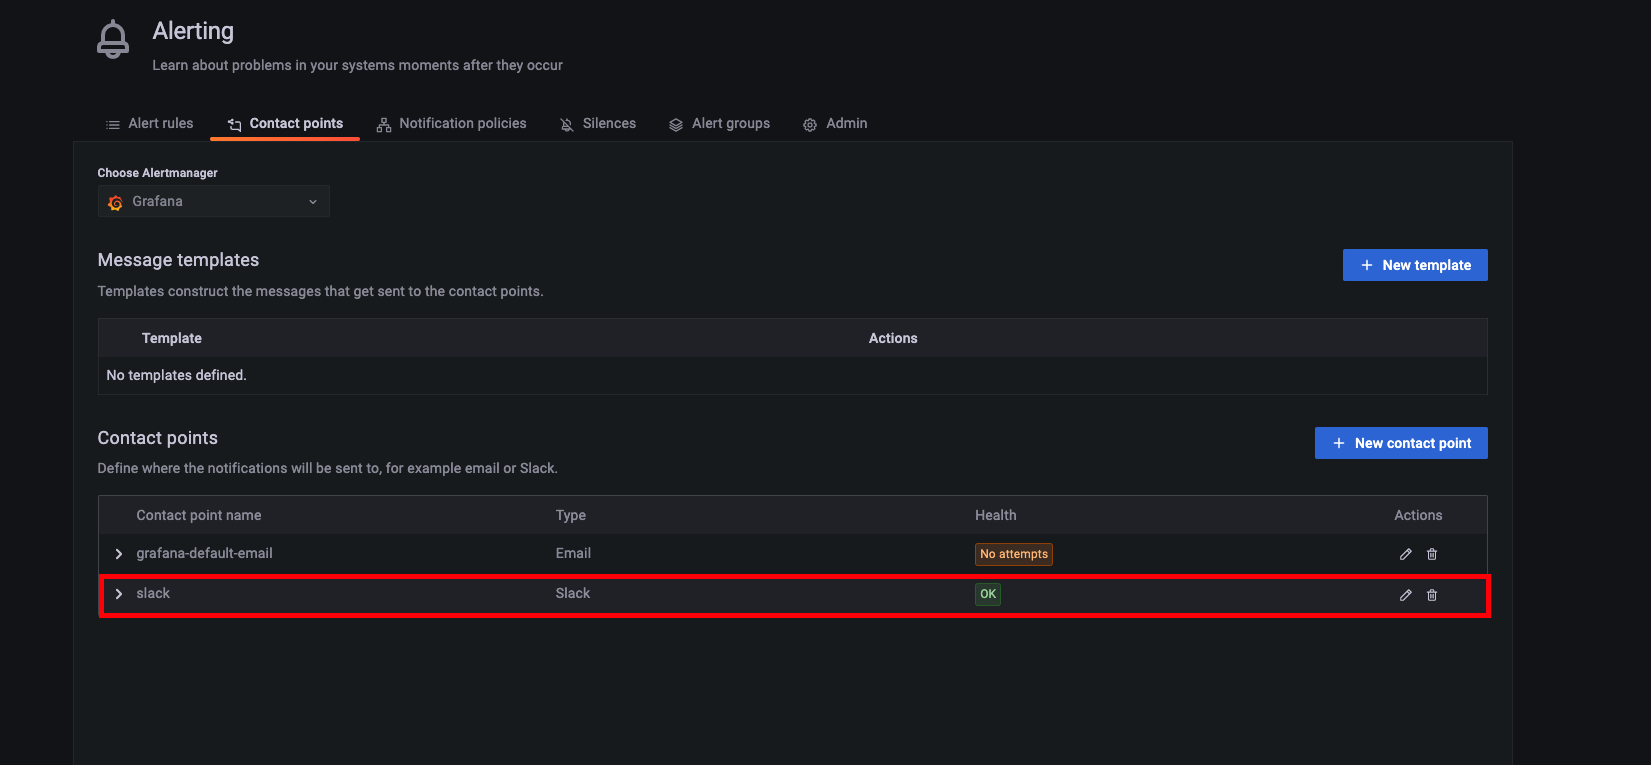 Alerting
Learn about problems in your systems moments after they occur
Alert rules Contact points Notification policies Silences Alert groups Admin
Choose Alertmanager
Grafana
Message templates
+ New template
Templates construct the messages that get sent to the contact points.
Template Actions
No templates defined.
Contact points
+ New contact point
Define where the notifications will be sent to, for example email or Slack.
Contact point name Type Health Actions
grafana-default-email Email No attempts
slack Slack OK